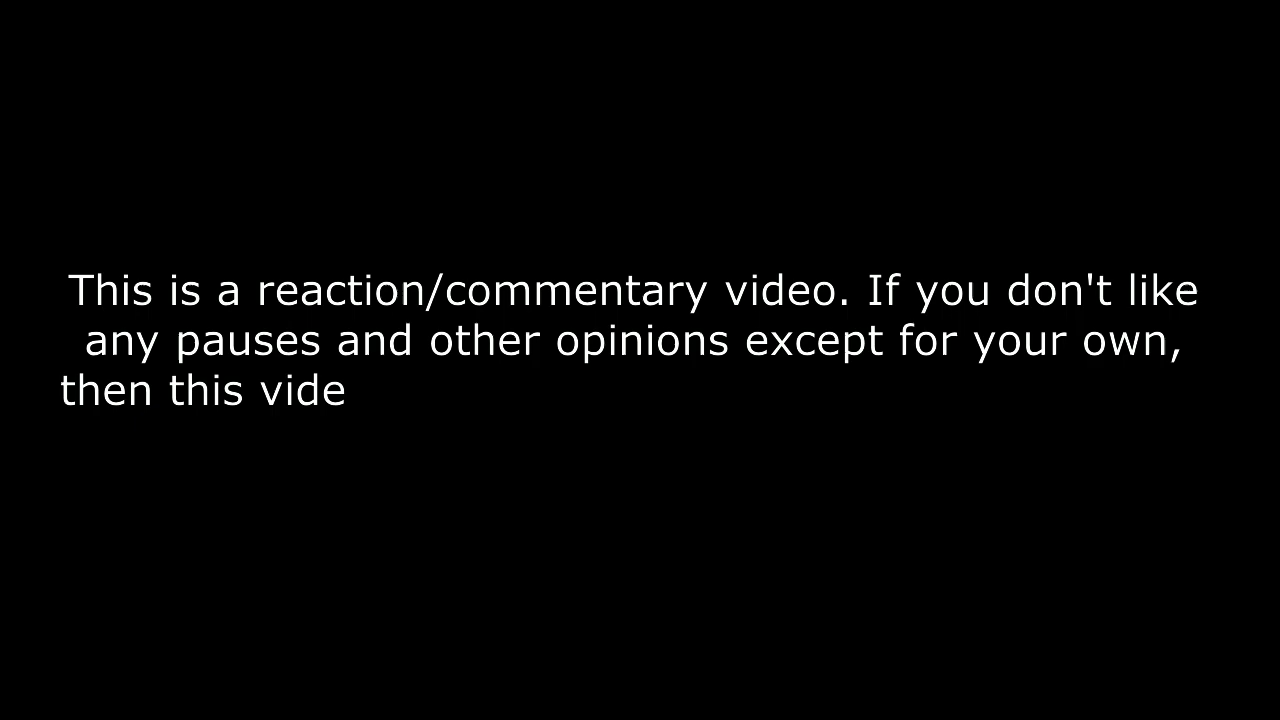 This is a reaction/commentary video. If you don't like
any pauses and other opinions except for your own,
then this vide